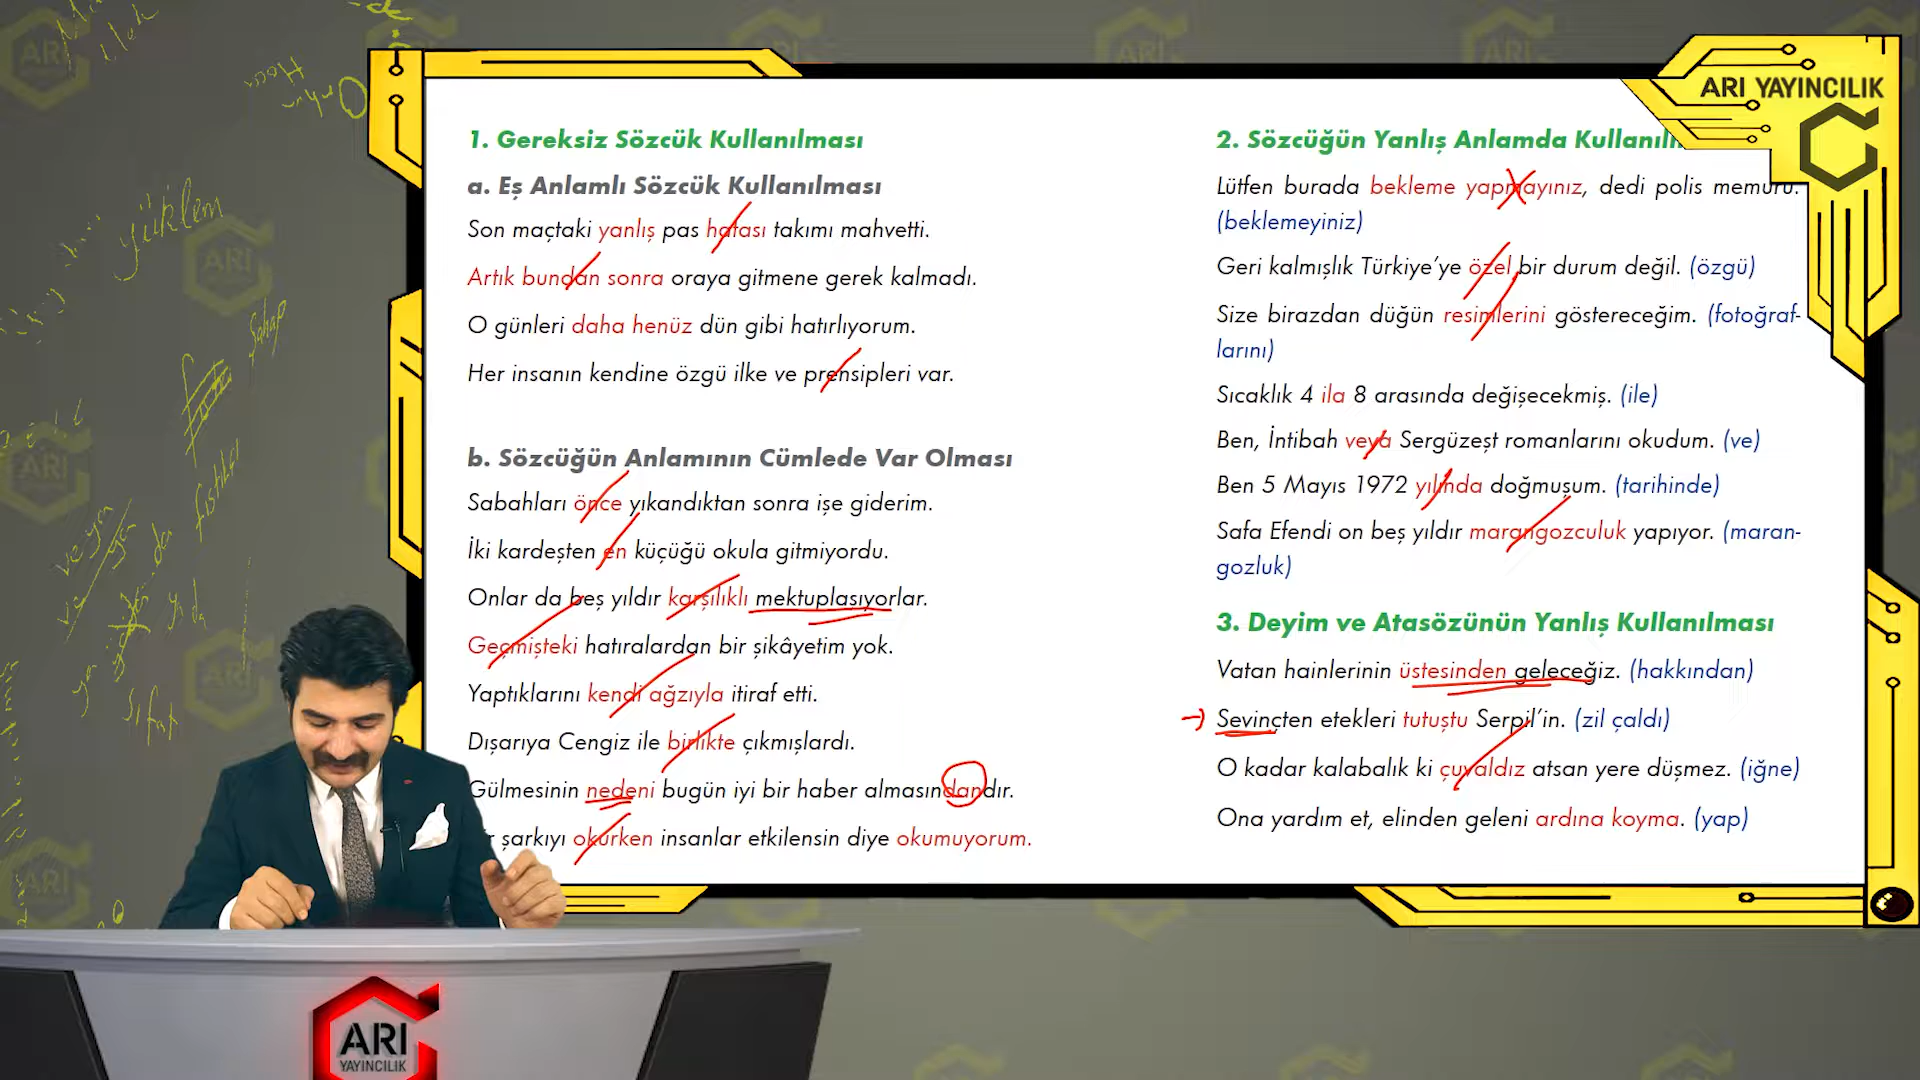 ARI YAYINCILIK
1. Gereksiz Sözcük Kullanılması
a. Eş Anlamlı Sözcük Kullanılması
Son maçtaki yanlış pas hatası takımı mahvetti.
Artık bundan sonra oraya gitmene gerek kalmadı.
O günleri daha henüz dün gibi hatırlıyorum.
Her insanın kendine özgü ilke ve prensipleri var.
b. Sözcüğün Anlamının Cümlede Var Olması
Sabahları önce yıkandıktan sonra işe giderim.
İki kardeşten en küçüğü okula gitmiyordu.
Onlar da beş yıldır karşılıklı mektuplaşıyorlar.
Geçmişteki hatıralardan bir şikâyetim yok.
Yaptıklarını kendi ağzıyla itiraf etti.
Dışarıya Cengiz ile birlikte çıkmışlardı.
Gülmesinin nedeni bugün iyi bir haber almasındandır.
şarkıyı okurken insanlar etkilensin diye okumuyorum.
2. Sözcüğün Yanlış Anlamda
Lütfen burada bekleme yapmayınız, dedi polis memuru.
(beklemeyiniz)
Geri kalmışlık Türkiye’ye özel bir durum değil. (özgü)
Size birazdan düğün resimlerini göstereceğim. (fotoğraf-
larını)
Sıcaklık 4 ila 8 arasında değişecekmiş. (ile)
Ben, İntibah veya Sergüzeşt romanlarını okudum. (ve)
Ben 5 Mayıs 1972 yılında doğmuşum. (tarihinde)
Safa Efendi on beş yıldır marangozculuk yapıyor. (maran-
gozluk)
3. Deyim ve Atasözünün Yanlış Kullanılması
Vatan hainlerinin üstesinden geleceğiz. (hakkından)
Sevinçten etekleri tutuştu Serpil’in. (zil çaldı)
O kadar kalabalık ki çuvaldız atsan yere düşmez. (iğne)
Ona yardım et, elinden geleni ardına koyma. (yap)
yüklem
ARI
YAYINCILIK